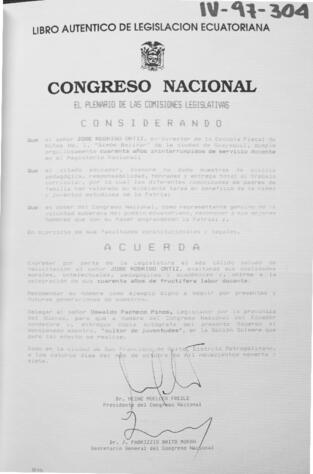 IV-97-304
LIBRO AUTENTICO DE LEGISLACION ECUATORIANA
CONGRESO NACIONAL
EL PLENARIO DE LAS COMISIONES LEGISLATIVAS
CONSIDERANDO
Que el señor JOSE RODRIGO ORTIZ, ex-Director de la Escuela Fiscal de
Niños No. 1, "Simón Bolívar" de la ciudad de Guayaquil, cumple
cuarenta años ininterrumpidos de servicio docente
en el Magisterio Nacional;
Que el citado educador, siempre ha dado muestras de
pedagógica, responsabilidad, honradez y entrega total al trabajo
curricular, por lo cual las diferentes de padres de
familia han valorado su excelente tarea en beneficio de la niñez
y juventud estudiosa de la Patria;
Que es deber del Congreso Nacional, como representante genuino de la
voluntad soberana del pueblo ecuatoriano, reconocer a sus mejores
hombres que con su hacer engrandecen la Patria; y,
En ejercicio de sus facultades constitucionales y legales,
ACUERDA
Expresar por parte de la Legislatura el más cálido saludo de
felicitación al señor JOSE RODRIGO ORTIZ, exaltando sus cualidades
morales, intelectuales, pedagógicas y académicas y, unirse a la
celebración de sus cuarenta años de fructífera labor docente.
Recomendar su nombre como ejemplo digno a seguir por presentes y
futuras generaciones de maestros.
Delegar al señor Oswaldo Pacheco Pinos, Legislador por la provincia
del Guayas, para que a nombre del Congreso Nacional del Ecuador
condecore y, entregue copia autógrafa del presente Acuerdo al
homenajeado maestro, "cultor de juventudes", en la Sesión Solemne que
para tal efecto se realice.
Dado en la ciudad de San Francisco de Quito, Distrito Metropolitano,
a los catorce días del mes de octubre de mil novecientos noventa y
siete.
Dr. HEINZ MOELLER FREILE
Presidente del Congreso Nacional
Dr. J. FABRIZZIO BRITO MORAN
Secretario General del Congreso Nacional